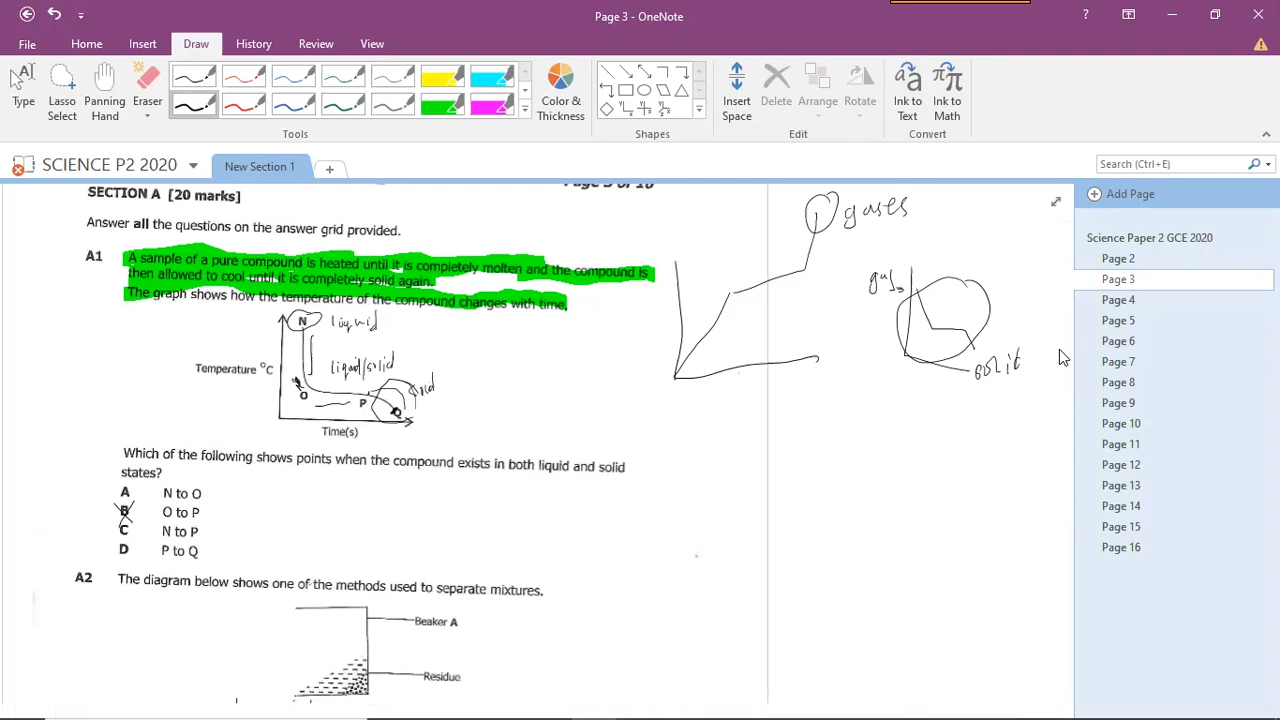 Page 3 - OneNote
?
File
Home
Insert
Draw
History
Review
View
Type
Lasso Select
Panning Hand
Eraser
Color & Thickness
Insert Space
Delete
Arrange
Rotate
Ink to Text
Ink to Math
Tools
Shapes
Edit
Convert
SCIENCE P2 2020
New Section 1
Search (Ctrl+E)
Add Page
Science Paper 2 GCE 2020
Page 2
Page 3
Page 4
Page 5
Page 6
Page 7
Page 8
Page 9
Page 10
Page 11
Page 12
Page 13
Page 14
Page 15
Page 16
SECTION A [20 marks]
Answer all the questions on the answer grid provided.
A1 A sample of a pure compound is heated until it is completely molten and the compound is
then allowed to cool until it is completely solid again.
The graph shows how the temperature of the compound changes with time.
N liquid
Temperature °C
liquid/solid
O
P
Q
Time(s)
gases
Which of the following shows points when the compound exists in both liquid and solid
states?
A N to O
B O to P
C N to P
D P to Q
A2 The diagram below shows one of the methods used to separate mixtures.
Beaker A
Residue